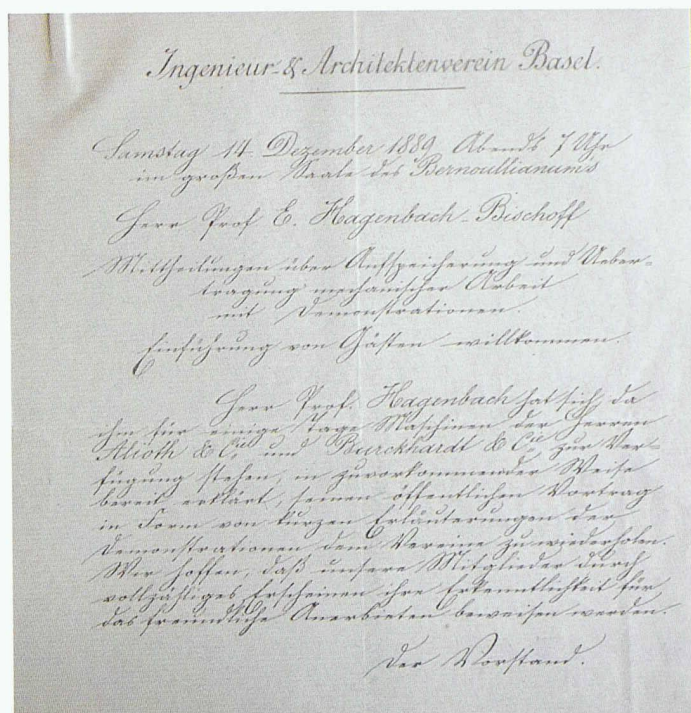 Ingenieur- & Architektenverein Basel.
Samstag 14 Dezember 1889 Abends 7 Uhr
im großen Saale des Bernoullianum's
Herr Prof E. Hagenbach-Bischoff
Mittheilungen über Aufspeicherung und Ueber-
tragung mechanischer Arbeit
mit Demonstrationen.
Einführung von Gästen willkommen.
Herr Prof. Hagenbach hat sich, da
ihm für einige Tage Maschinen der Herren
Alioth & Cie. und Burckhardt & Cie. zur Ver-
fügung stehen, in zuvorkommender Weise
bereit erklärt, seinen öffentlichen Vortrag
in Form von kurzen Erläuterungen der
Demonstrationen dem Vereine zu wiederholen.
Wir hoffen, daß unsere Mitglieder durch
vollzähliges Erscheinen ihre Erkenntlichkeit für
das freundliche Anerbieten beweisen werden.
Der Vorstand.